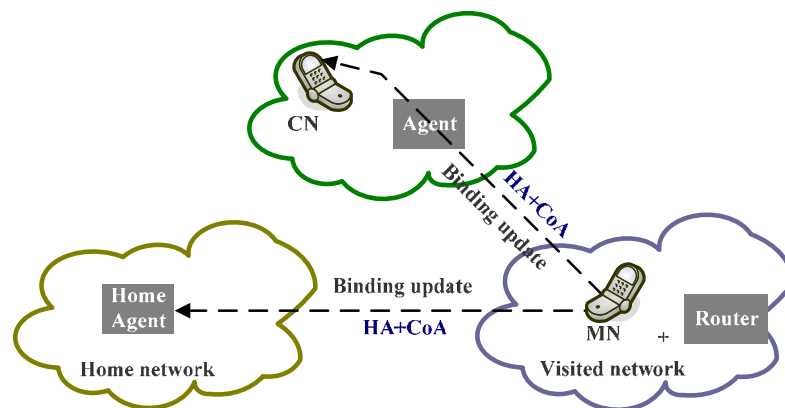 CN
Agent
HA+CoA
Binding update
Binding update
HA+CoA
Home
Agent
MN
+
Router
Home network
Visited network